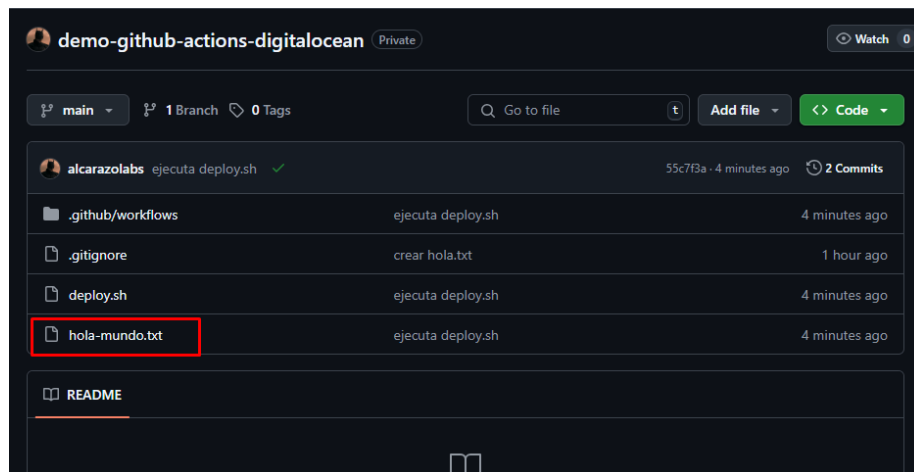 demo-github-actions-digitalocean Private Watch 0
main 1 Branch 0 Tags Go to file t Add file <> Code
alcarazolabs ejecuta deploy.sh 55c7f3a · 4 minutes ago 2 Commits
.github/workflows ejecuta deploy.sh 4 minutes ago
.gitignore crear hola.txt 1 hour ago
deploy.sh ejecuta deploy.sh 4 minutes ago
hola-mundo.txt ejecuta deploy.sh 4 minutes ago
README